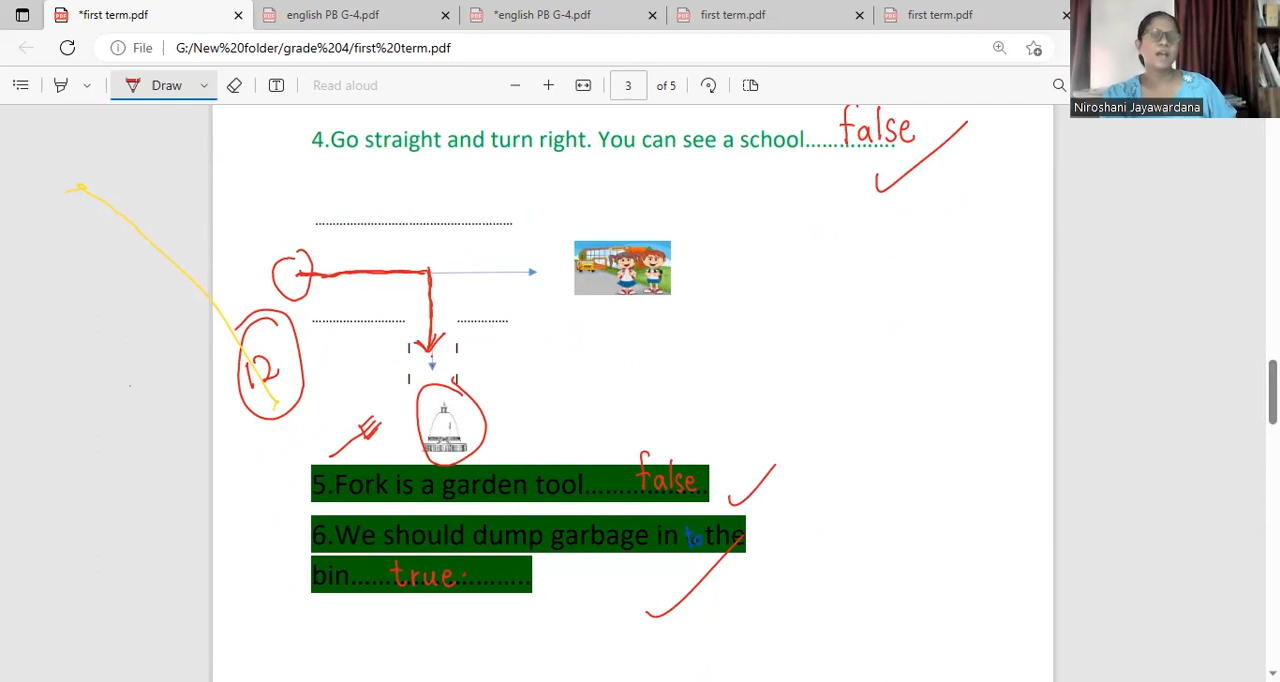 *first term.pdf
english PB G-4.pdf
*english PB G-4.pdf
first term.pdf
first term.pdf
File
G:/New%20folder/grade%204/first%20term.pdf
Draw
Read aloud
3
of 5
Niroshani Jayawardana
4.Go straight and turn right. You can see a school................. false
.......................................................
........................... ...............
12
5.Fork is a garden tool..................... false
6.We should dump garbage in to the
bin....................... true.